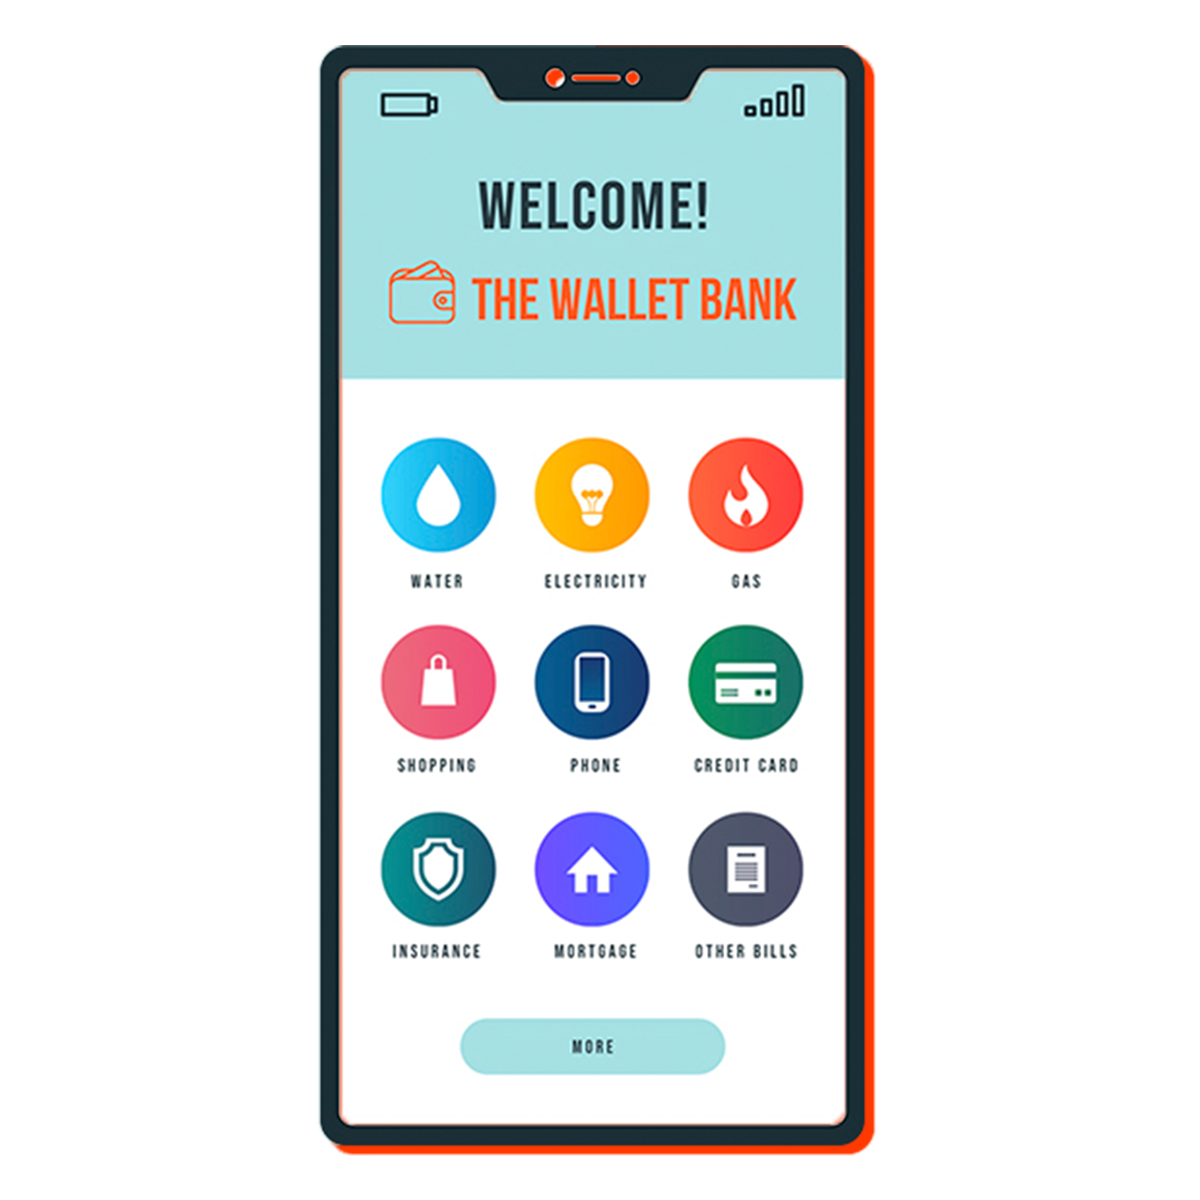 WELCOME!
THE WALLET BANK
WATER
ELECTRICITY
GAS
SHOPPING
PHONE
CREDIT CARD
INSURANCE
MORTGAGE
OTHER BILLS
MORE